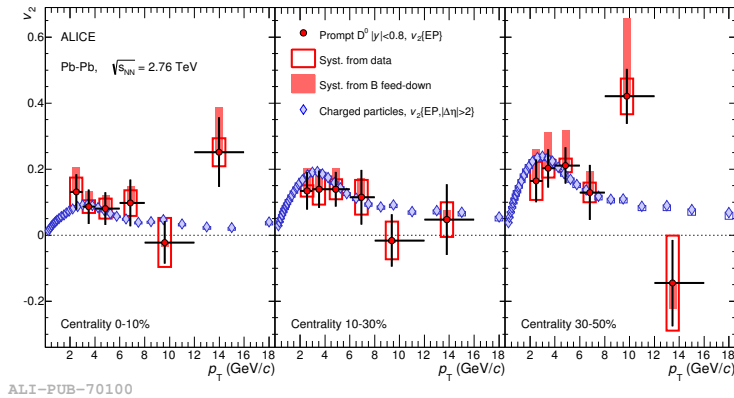 v₂
ALICE
Pb-Pb, √s_NN = 2.76 TeV
Prompt D⁰ |y|<0.8, v₂{EP}
Syst. from data
Syst. from B feed-down
Charged particles, v₂{EP,|Δη|>2}
0.6
0.4
0.2
0
-0.2
Centrality 0-10%
Centrality 10-30%
Centrality 30-50%
2 4 6 8 10 12 14 16 18
2 4 6 8 10 12 14 16 18
2 4 6 8 10 12 14 16 18
p_T (GeV/c)
p_T (GeV/c)
p_T (GeV/c)
ALI-PUB-70100